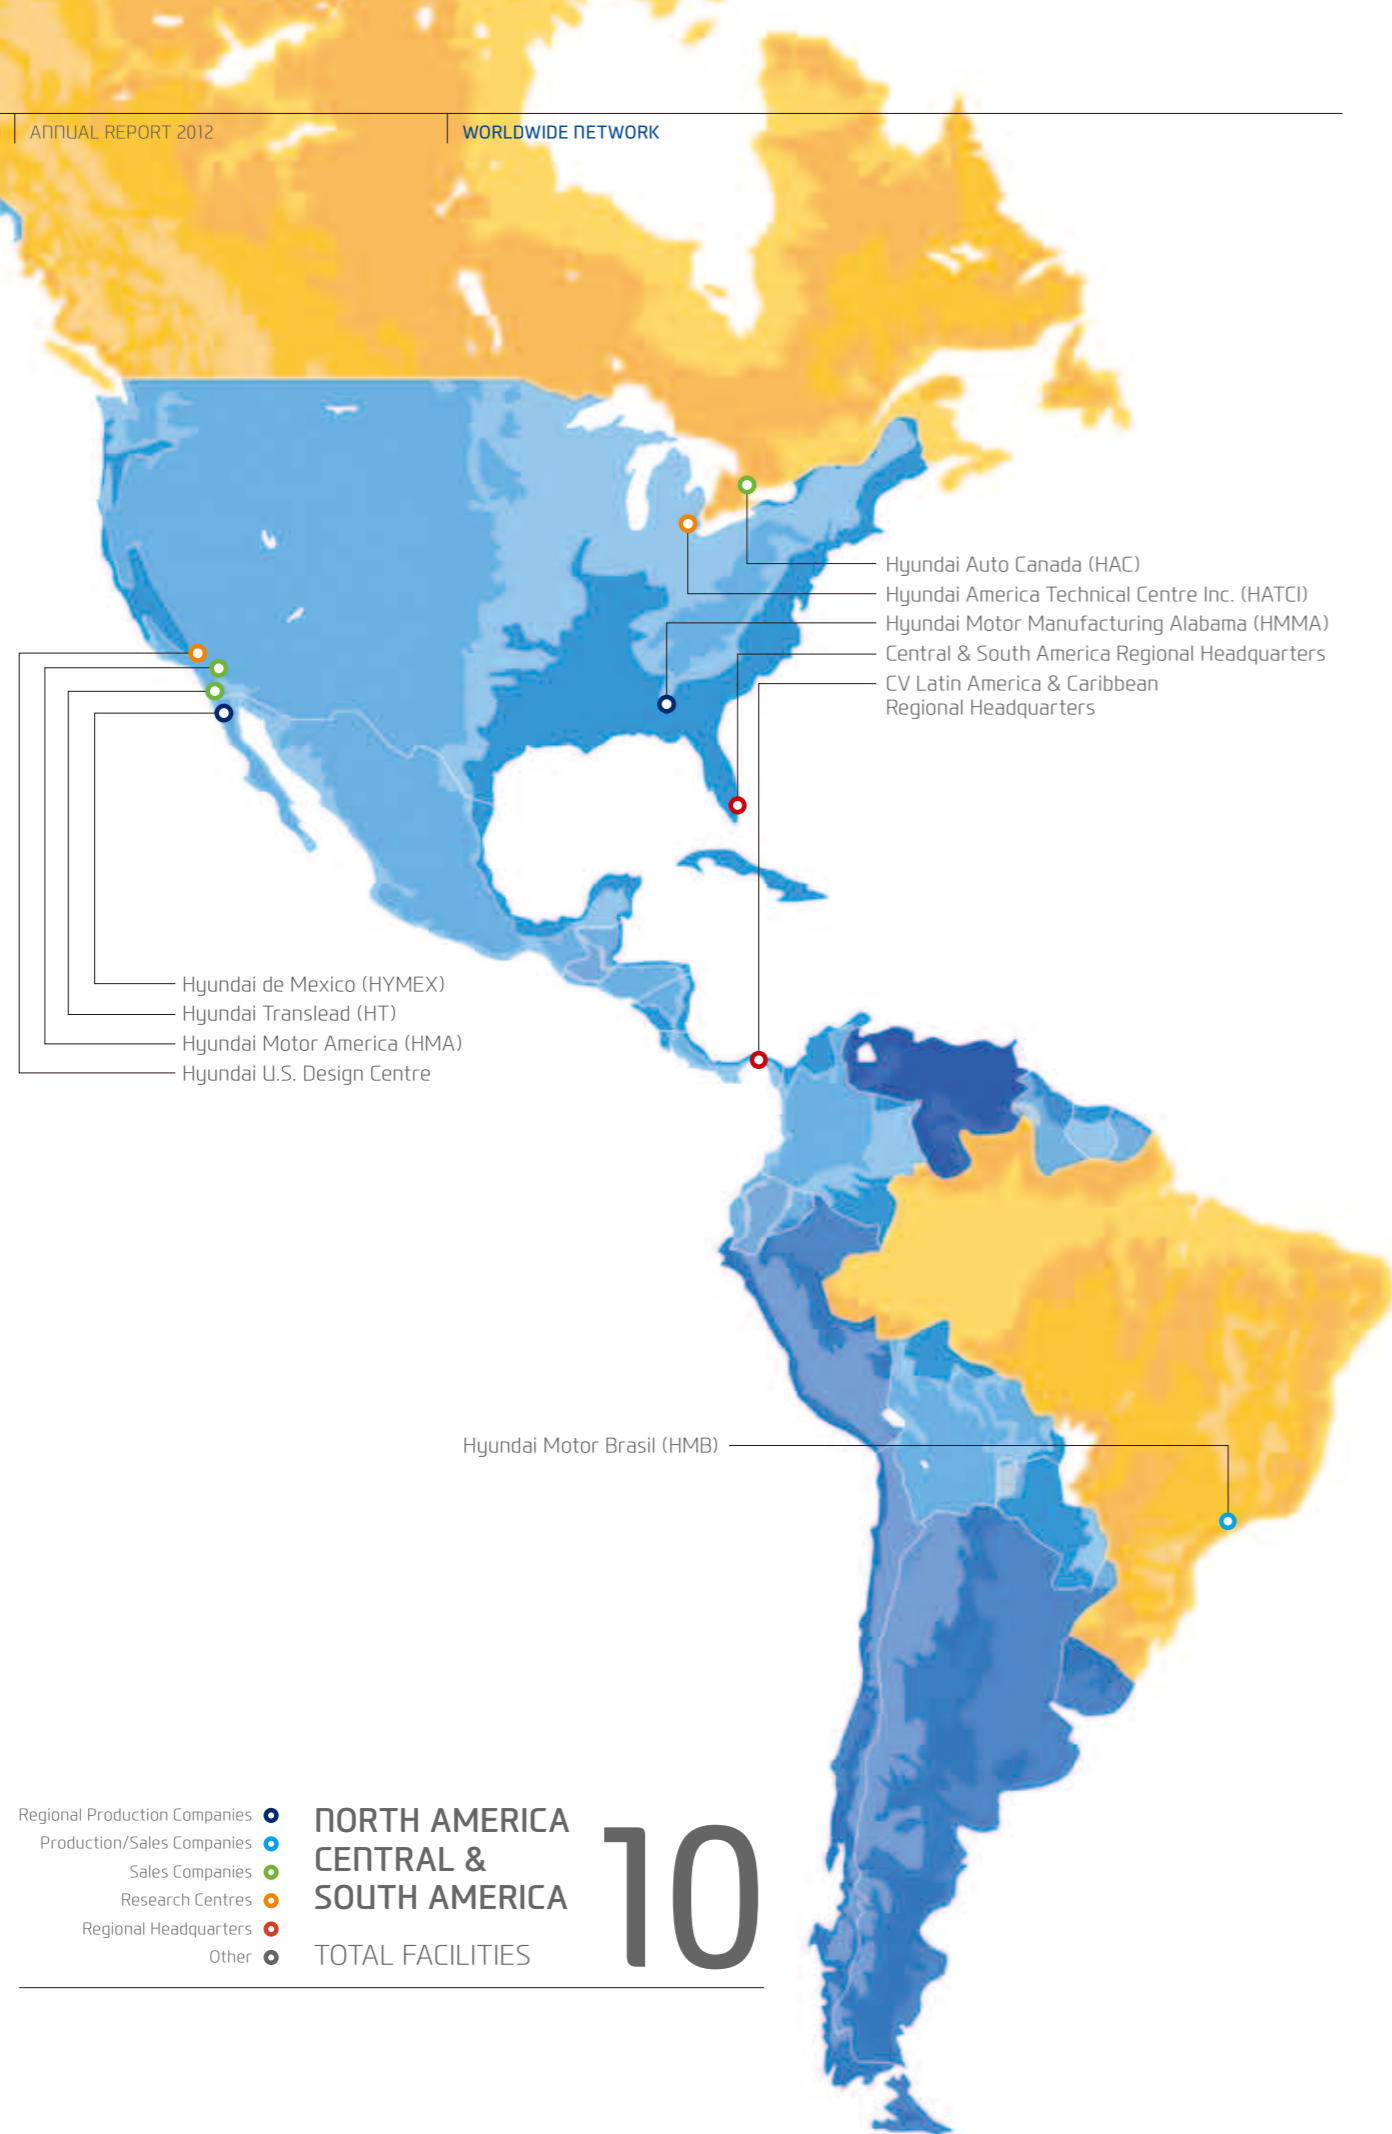 ANNUAL REPORT 2012
WORLDWIDE NETWORK
Hyundai Auto Canada (HAC)
Hyundai America Technical Centre Inc. (HATCI)
Hyundai Motor Manufacturing Alabama (HMMA)
Central & South America Regional Headquarters
CV Latin America & Caribbean
Regional Headquarters
Hyundai de Mexico (HYMEX)
Hyundai Translead (HT)
Hyundai Motor America (HMA)
Hyundai U.S. Design Centre
Hyundai Motor Brasil (HMB)
Regional Production Companies
Production/Sales Companies
Sales Companies
Research Centres
Regional Headquarters
Other
NORTH AMERICA
CENTRAL &
SOUTH AMERICA
TOTAL FACILITIES
10